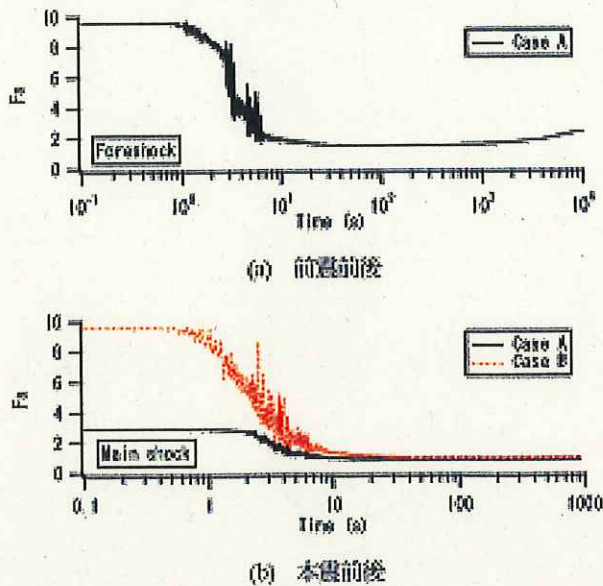 10
8
6
4
2
0
Fs
Case A
Foreshock
10⁻¹ 10⁰ 10¹
Time (s)
(a) 前震前後
10
8
6
4
2
0
Fs
Case A
Case B
Main shock
0.1 1 10 100 1000
Time (s)
(b) 本震前後